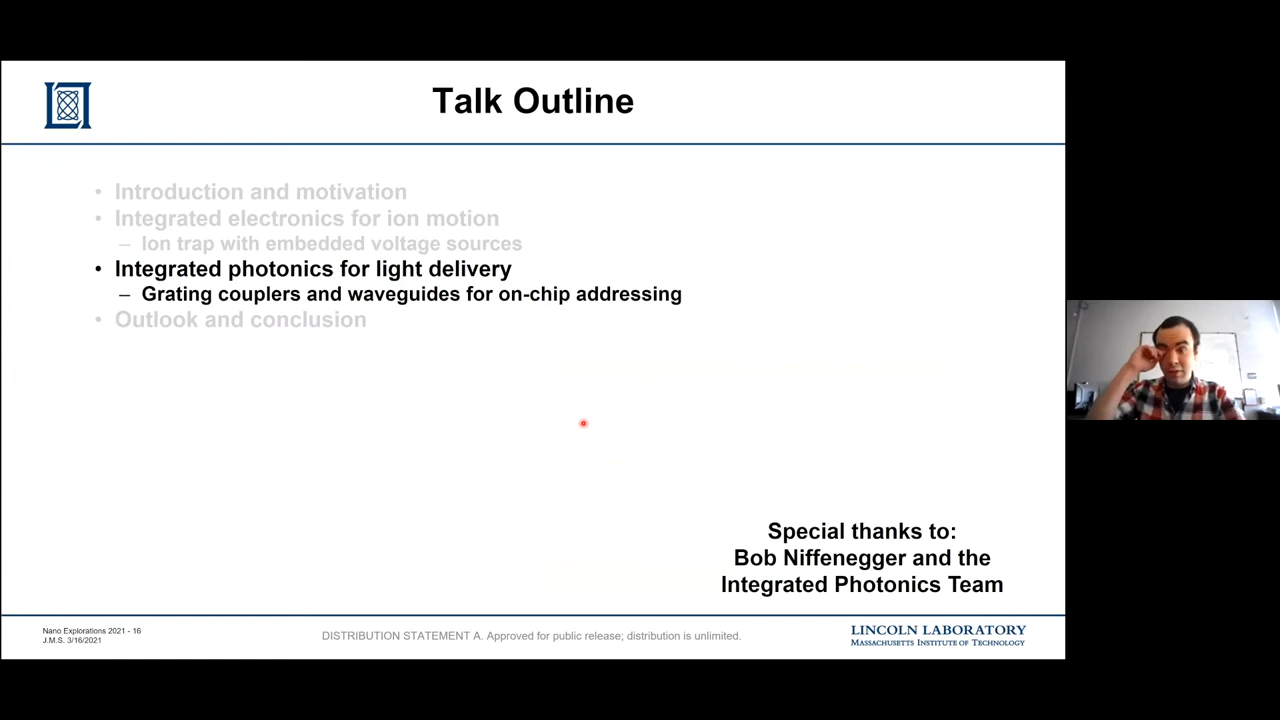 Talk Outline
• Introduction and motivation
• Integrated electronics for ion motion
– Ion trap with embedded voltage sources
• Integrated photonics for light delivery
– Grating couplers and waveguides for on-chip addressing
• Outlook and conclusion
Special thanks to:
Bob Niffenegger and the
Integrated Photonics Team
Nano Explorations 2021 - 16
J.M.S. 3/16/2021
DISTRIBUTION STATEMENT A. Approved for public release; distribution is unlimited.
LINCOLN LABORATORY
MASSACHUSETTS INSTITUTE OF TECHNOLOGY